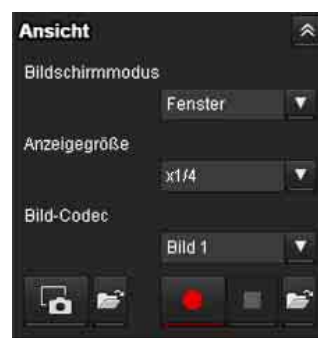 Ansicht
Bildschirmmodus
Fenster
Anzeigegröße
x1/4
Bild-Codec
Bild 1